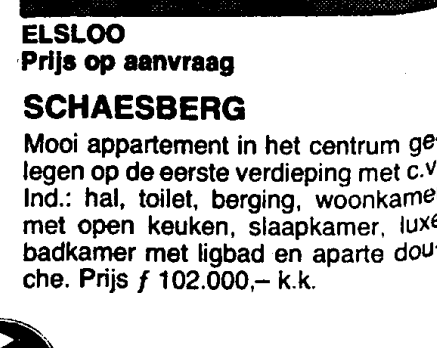 ELSLOO
Prijs op aanvraag
SCHAESBERG
Mooi appartement in het centrum ge-
legen op de eerste verdieping met c.v
Ind.: hal, toilet, berging, woonkame
met open keuken, slaapkamer, luxe
badkamer met ligbad en aparte dou-
che. Prijs ƒ 102.000,– k.k.